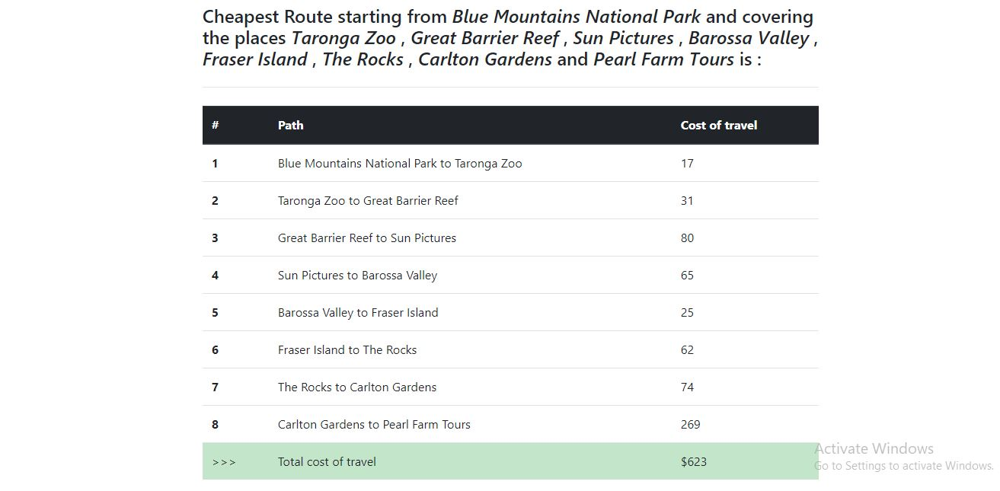 Cheapest Route starting from Blue Mountains National Park and covering
the places Taronga Zoo , Great Barrier Reef , Sun Pictures , Barossa Valley ,
Fraser Island , The Rocks , Carlton Gardens and Pearl Farm Tours is :
# Path Cost of travel
1 Blue Mountains National Park to Taronga Zoo 17
2 Taronga Zoo to Great Barrier Reef 31
3 Great Barrier Reef to Sun Pictures 80
4 Sun Pictures to Barossa Valley 65
5 Barossa Valley to Fraser Island 25
6 Fraser Island to The Rocks 62
7 The Rocks to Carlton Gardens 74
8 Carlton Gardens to Pearl Farm Tours 269
>>> Total cost of travel $623
Activate Windows
Go to Settings to activate Windows.